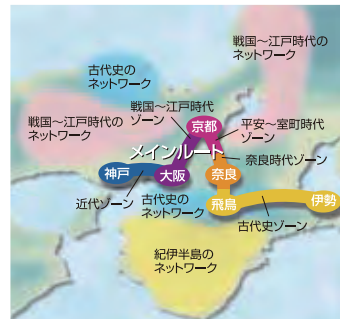 戦国～江戸時代の
ネットワーク
古代史の
ネットワーク
戦国～江戸時代
ゾーン
戦国～江戸時代の
ネットワーク
京都
平安～室町時代
ゾーン
メインルート
奈良時代ゾーン
神戸
大阪
奈良
近代ゾーン
古代史の
ネットワーク
飛鳥
伊勢
古代史ゾーン
紀伊半島の
ネットワーク